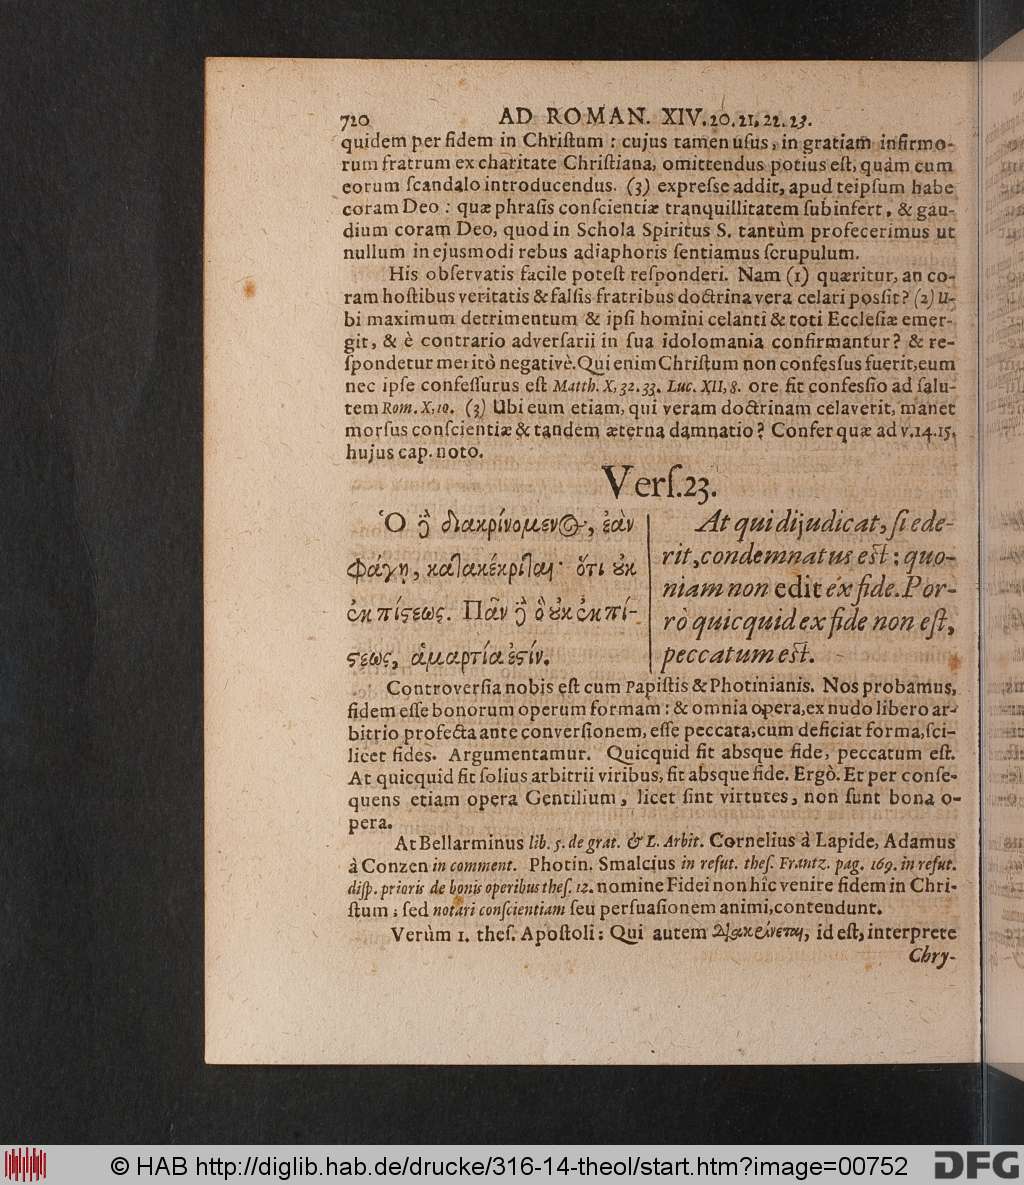 720 AD ROMAN. XIV.20.21.22.23.
quidem per fidem in Chriſtum : cujus tamen uſus, in gratiam infirmo-
rum fratrum ex charitate Chriſtiana, omittendus potius eſt, quàm cum
eorum ſcandalo introducendus. (3) expreſse addit, apud teipſum habe
coram Deo : quæ phraſis conſcientiæ tranquillitatem ſubinfert, & gau-
dium coram Deo, quod in Schola Spiritus S. tantùm profecerimus ut
nullum in ejusmodi rebus adiaphoris ſentiamus ſcrupulum.
His obſervatis facile poteſt reſponderi. Nam (1) quæritur, an co-
ram hoſtibus veritatis & falſis fratribus doctrina vera celari posſit? (2) u-
bi maximum detrimentum & ipſi homini celanti & toti Eccleſiæ emer-
git, & è contrario adverſarii in ſua idolomania confirmantur? & re-
ſpondetur meritò negativè. Qui enim Chriſtum non confesſus fuerit, eum
nec ipſe confeſſurus eſt Matth. X, 32. 33. Luc. XII, 8. ore fit confesſio ad ſalu-
tem Rom. X, 10. (3) Ubi eum etiam, qui veram doctrinam celaverit, manet
morſus conſcientiæ & tandem æterna damnatio? Confer quæ ad v. 14. 15.
hujus cap. noto.
Verſ. 23.
Ὁ ȣ̓͂ διακρινόμενος, ἐὰν
φάγῃ, κατακέκριται· ὅτι οὐκ
ἐκ πίστεως. Πᾶν δὲ ὃ οὐκ ἐκ πί-
στεως, ἁμαρτία ἐστίν.
At qui dijudicat, ſi ede-
rit, condemnatus eſt : quo-
niam non edit ex fide. Por-
rò quicquid ex fide non eſt,
peccatum eſt.
Controverſia nobis eſt cum Papiſtis & Photinianis. Nos probamus,
fidem eſſe bonorum operum formam : & omnia opera, ex nudo libero ar-
bitrio profecta ante converſionem, eſſe peccata, cum deficiat forma, ſci-
licet fides. Argumentamur. Quicquid fit absque fide, peccatum eſt.
At quicquid fit ſolius arbitrii viribus, fit absque fide. Ergò. Et per conſe-
quens etiam opera Gentilium, licet ſint virtutes, non ſunt bona o-
pera.
At Bellarminus lib. 5. de grat. & L. Arbit. Cornelius à Lapide, Adamus
à Conzen in comment. Photin. Smalcius in refut. theſ. Frantz. pag. 169. in refut.
diſp. prioris de bonis operibus theſ. 12. nomine Fidei non hîc venire fidem in Chri-
ſtum ; ſed notari conſcientiam ſeu perſuaſionem animi, contendunt.
Verùm 1. theſ. Apoſtoli : Qui autem διακρίνεται, id eſt, interprete
Chry-
© HAB http://diglib.hab.de/drucke/316-14-theol/start.htm?image=00752 DFG